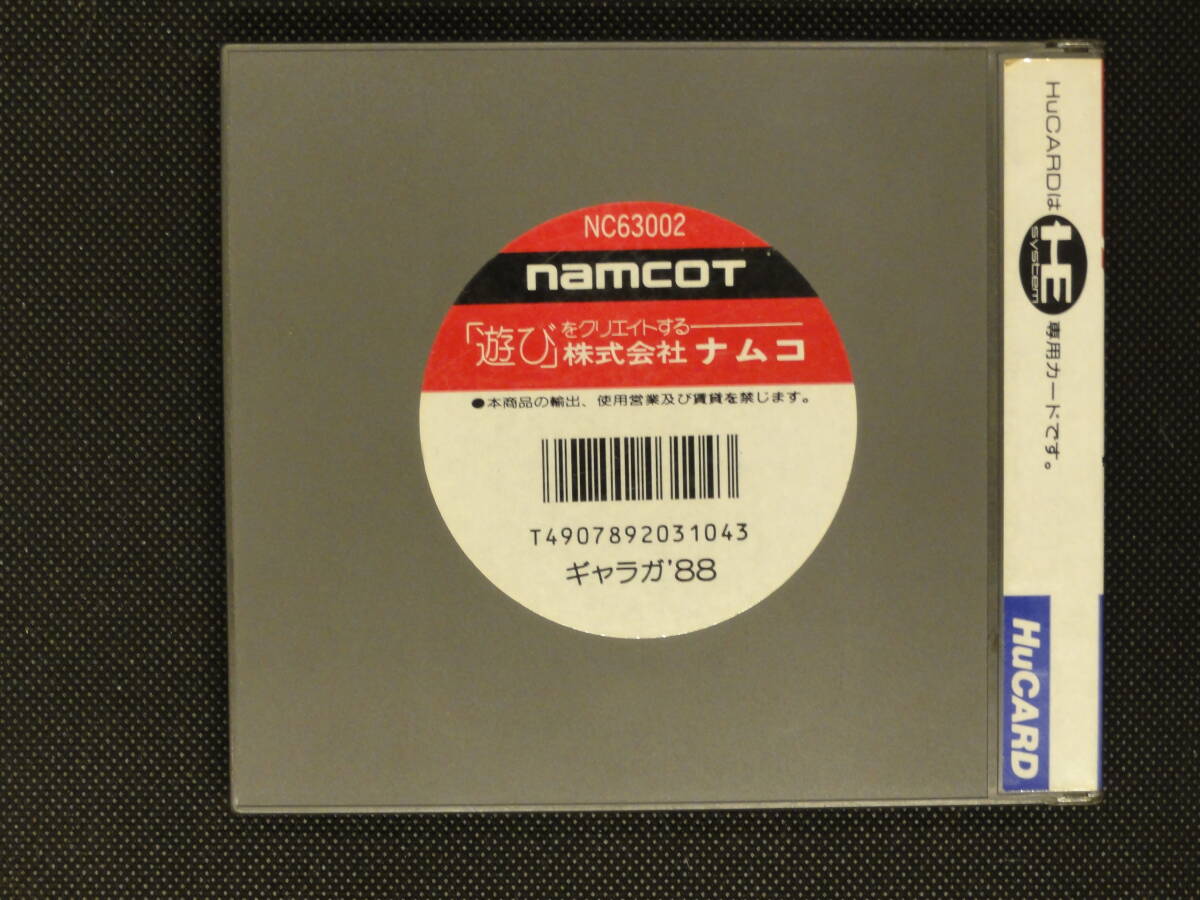 NC63002
namcoT
「遊び」をクリエイトする
株式会社 ナムコ
●本商品の輸出、使用営業及び賃貸を禁じます。
T4907892031043
ギャラガ'88
HuCARDは HE system 専用カードです。
HuCARD